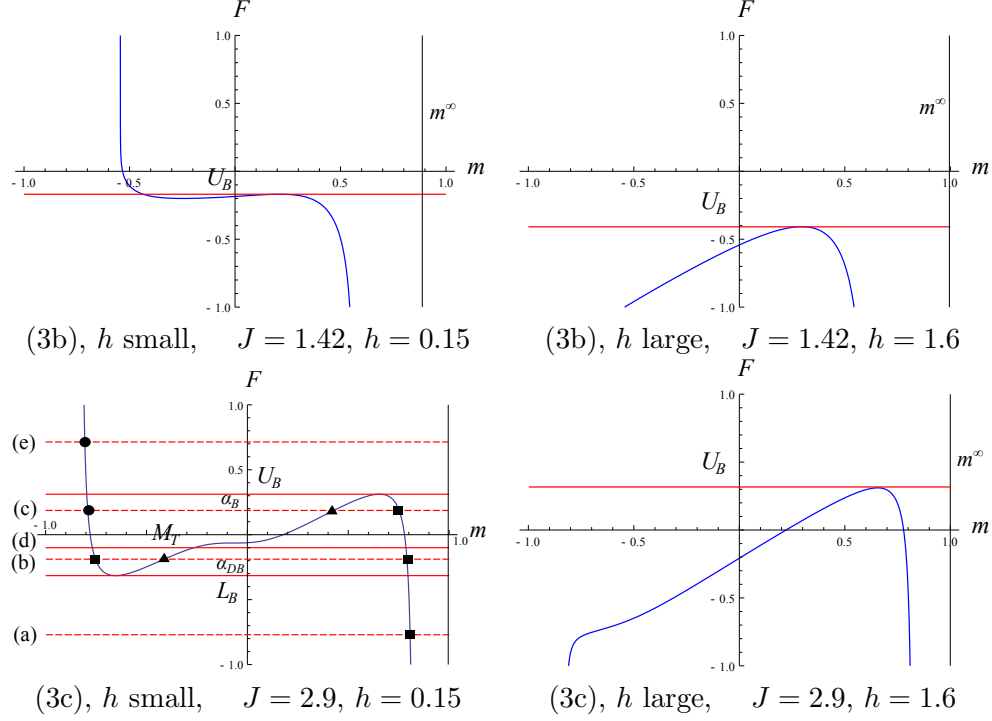 F
F
1.0
1.0
0.5
0.5
m^∞
m^∞
- 1.0
- 0.5
0.5
1.0
m
- 1.0
- 0.5
0.5
1.0
m
U_B
U_B
- 0.5
- 0.5
- 1.0
- 1.0
(3b), h small, J = 1.42, h = 0.15
(3b), h large, J = 1.42, h = 1.6
F
F
1.0
1.0
(e)
0.5
0.5
U_B
U_B
m^∞
α_B
(c)
- 1.0
M_T
1.0
m
- 1.0
- 0.5
0.5
1.0
m
(d)
(b)
α_DB
L_B
- 0.5
(a)
- 1.0
- 1.0
(3c), h small, J = 2.9, h = 0.15
(3c), h large, J = 2.9, h = 1.6